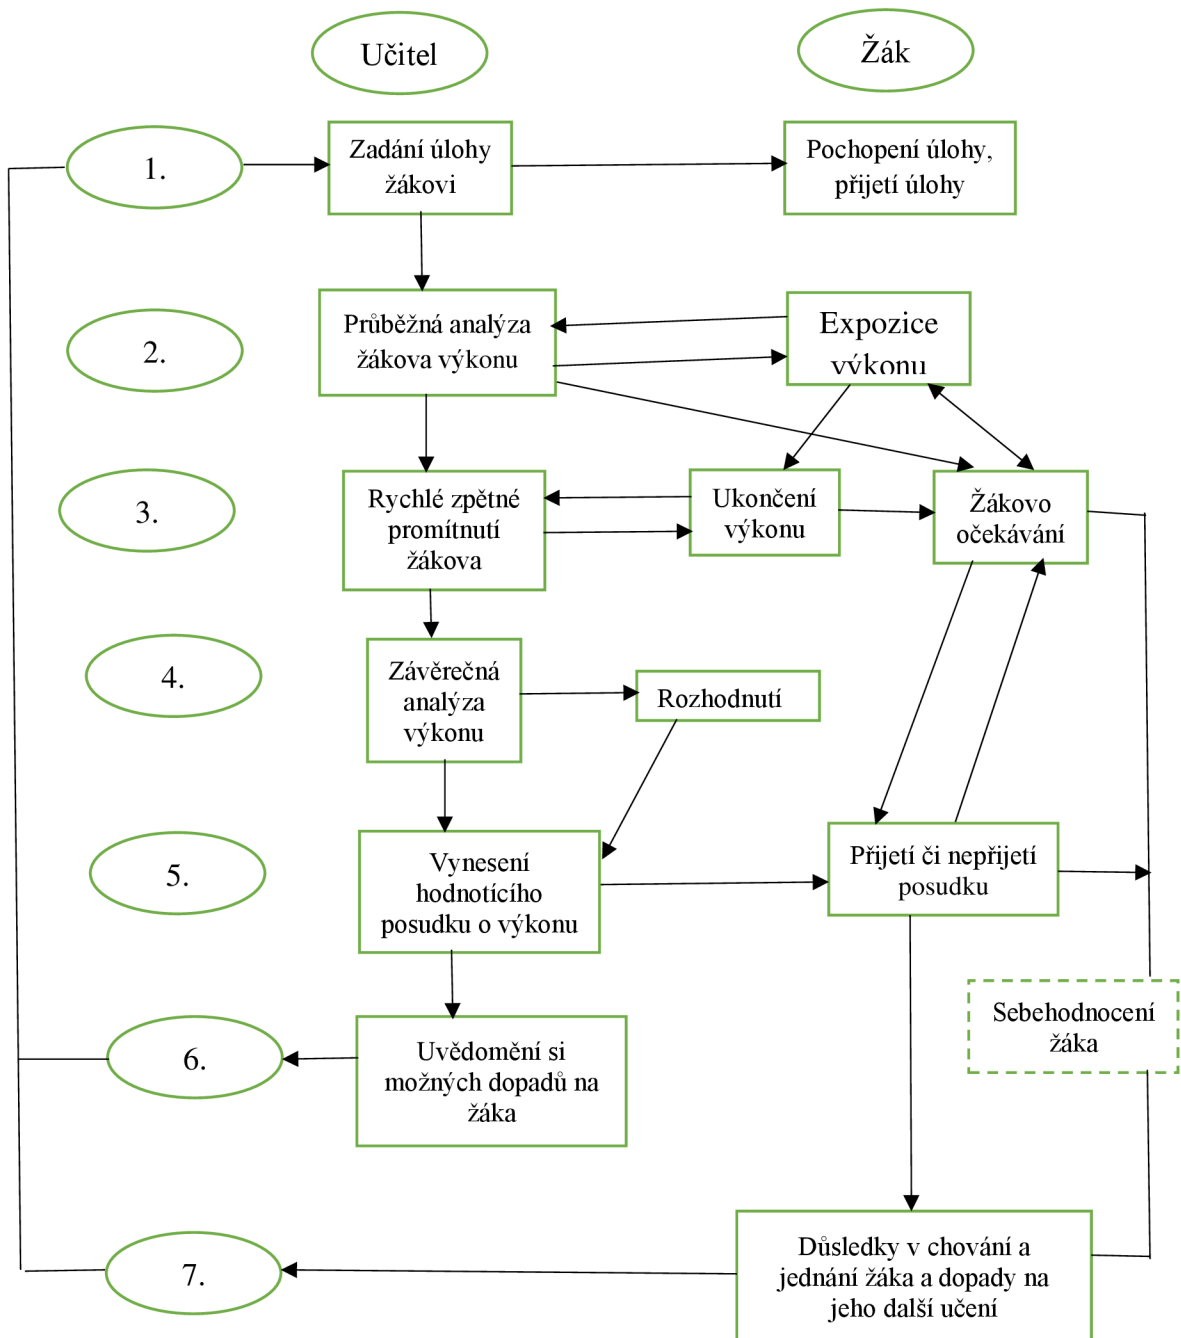 Učitel
Žák
1.
Zadání úlohy
žákovi
Pochopení úlohy,
přijetí úlohy
2.
Průběžná analýza
žákova výkonu
Expozice
výkonu
3.
Rychlé zpětné
promítnutí
žákova
Ukončení
výkonu
Žákovo
očekávání
4.
Závěrečná
analýza
výkonu
Rozhodnutí
5.
Vynesení
hodnotícího
posudku o výkonu
Přijetí či nepřijetí
posudku
Sebehodnocení
žáka
6.
Uvědomění si
možných dopadů na
žáka
7.
Důsledky v chování a
jednání žáka a dopady na
jeho další učení